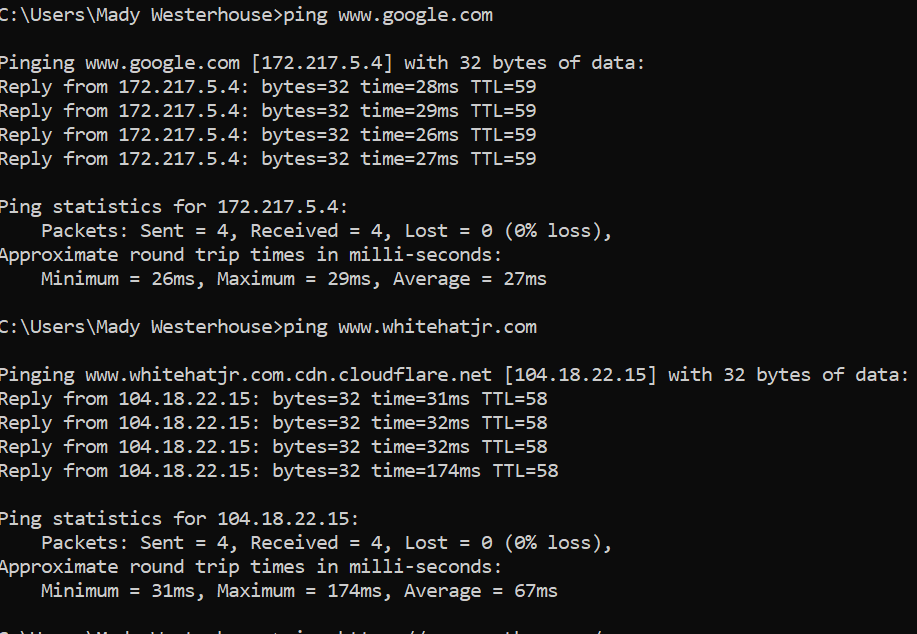 C:\Users\Mady Westerhouse>ping www.google.com
Pinging www.google.com [172.217.5.4] with 32 bytes of data:
Reply from 172.217.5.4: bytes=32 time=28ms TTL=59
Reply from 172.217.5.4: bytes=32 time=29ms TTL=59
Reply from 172.217.5.4: bytes=32 time=26ms TTL=59
Reply from 172.217.5.4: bytes=32 time=27ms TTL=59
Ping statistics for 172.217.5.4:
Packets: Sent = 4, Received = 4, Lost = 0 (0% loss),
Approximate round trip times in milli-seconds:
Minimum = 26ms, Maximum = 29ms, Average = 27ms
C:\Users\Mady Westerhouse>ping www.whitehatjr.com
Pinging www.whitehatjr.com.cdn.cloudflare.net [104.18.22.15] with 32 bytes of data:
Reply from 104.18.22.15: bytes=32 time=31ms TTL=58
Reply from 104.18.22.15: bytes=32 time=32ms TTL=58
Reply from 104.18.22.15: bytes=32 time=32ms TTL=58
Reply from 104.18.22.15: bytes=32 time=174ms TTL=58
Ping statistics for 104.18.22.15:
Packets: Sent = 4, Received = 4, Lost = 0 (0% loss),
Approximate round trip times in milli-seconds:
Minimum = 31ms, Maximum = 174ms, Average = 67ms